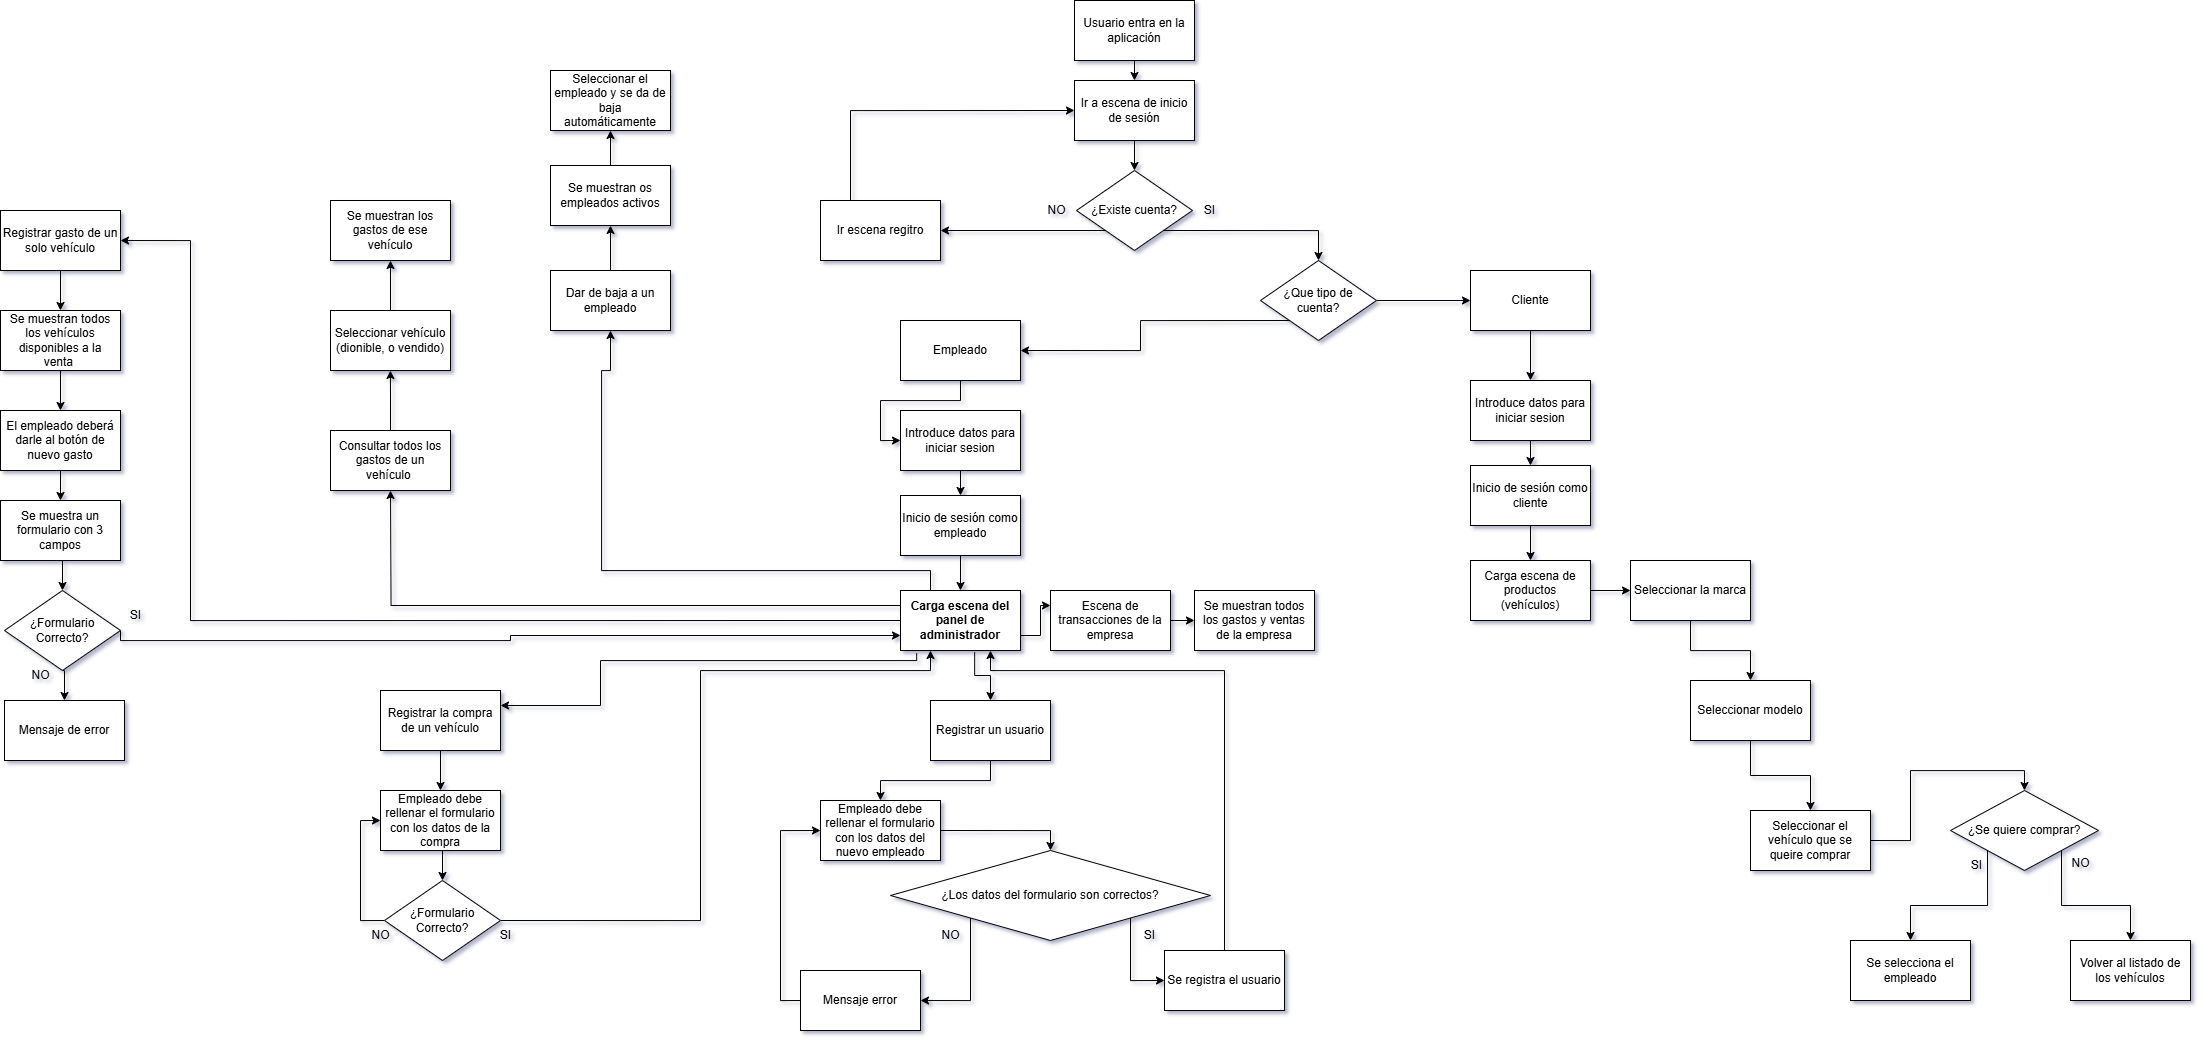 Usuario entra en la
aplicación
Ir a escena de inicio
de sesión
¿Existe cuenta?
NO
SI
Ir escena regitro
¿Que tipo de
cuenta?
Cliente
Introduce datos para
iniciar sesion
Inicio de sesión como
cliente
Carga escena de
productos
(vehículos)
Seleccionar la marca
Seleccionar modelo
Seleccionar el
vehículo que se
queire comprar
¿Se quiere comprar?
SI
NO
Se selecciona el
empleado
Volver al listado de
los vehículos
Empleado
Introduce datos para
iniciar sesion
Inicio de sesión como
empleado
Carga escena del
panel de
administrador
Escena de
transacciones de la
empresa
Se muestran todos
los gastos y ventas
de la empresa
Seleccionar el
empleado y se da de
baja
automáticamente
Se muestran os
empleados activos
Dar de baja a un
empleado
Se muestran los
gastos de ese
vehículo
Seleccionar vehículo
(dionible, o vendido)
Consultar todos los
gastos de un
vehículo
Registrar gasto de un
solo vehículo
Se muestran todos
los vehículos
disponibles a la
venta
El empleado deberá
darle al botón de
nuevo gasto
Se muestra un
formulario con 3
campos
¿Formulario
Correcto?
SI
NO
Mensaje de error
Registrar la compra
de un vehículo
Empleado debe
rellenar el formulario
con los datos de la
compra
¿Formulario
Correcto?
NO
SI
Registrar un usuario
Empleado debe
rellenar el formulario
con los datos del
nuevo empleado
¿Los datos del formulario son correctos?
NO
SI
Mensaje error
Se registra el usuario